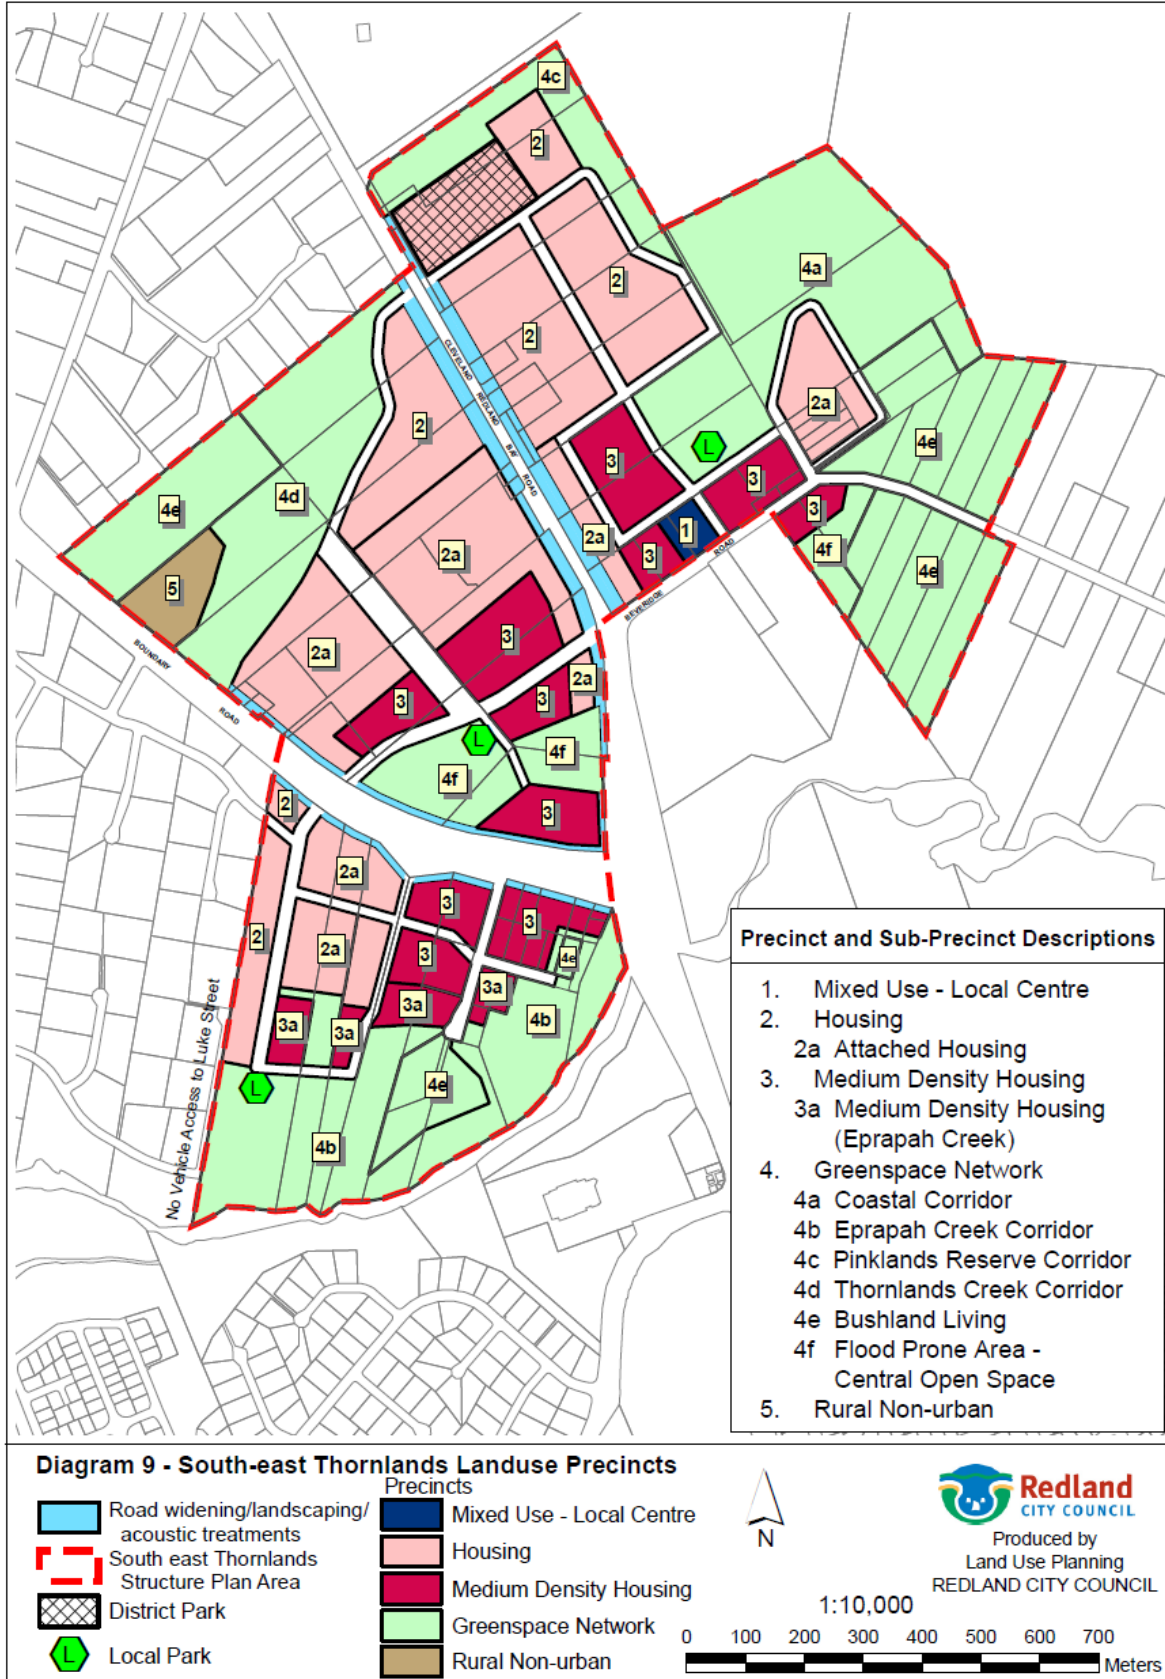 4c
2
2
4a
2
2
2a
CLEVELAND REDLAND BAY ROAD
4e
L
3
3
4d
4e
3
1
2a
2a
3
4f
4e
ROAD
BEVERIDGE
5
BOUNDARY
ROAD
2a
3
2a
3
3
L
4f
4f
3
2
2a
3
3
2
2a
3
4e
3a
3a
3a
3a
4b
L
4e
4b
No Vehicle Access to Luke Street
Precinct and Sub-Precinct Descriptions
1. Mixed Use - Local Centre
2. Housing
2a Attached Housing
3. Medium Density Housing
3a Medium Density Housing
(Eprapah Creek)
4. Greenspace Network
4a Coastal Corridor
4b Eprapah Creek Corridor
4c Pinklands Reserve Corridor
4d Thornlands Creek Corridor
4e Bushland Living
4f Flood Prone Area -
Central Open Space
5. Rural Non-urban
Diagram 9 - South-east Thornlands Landuse Precincts
Road widening/landscaping/
acoustic treatments
South east Thornlands
Structure Plan Area
District Park
L Local Park
Precincts
Mixed Use - Local Centre
Housing
Medium Density Housing
Greenspace Network
Rural Non-urban
N
Redland
CITY COUNCIL
Produced by
Land Use Planning
REDLAND CITY COUNCIL
1:10,000
0 100 200 300 400 500 600 700
Meters